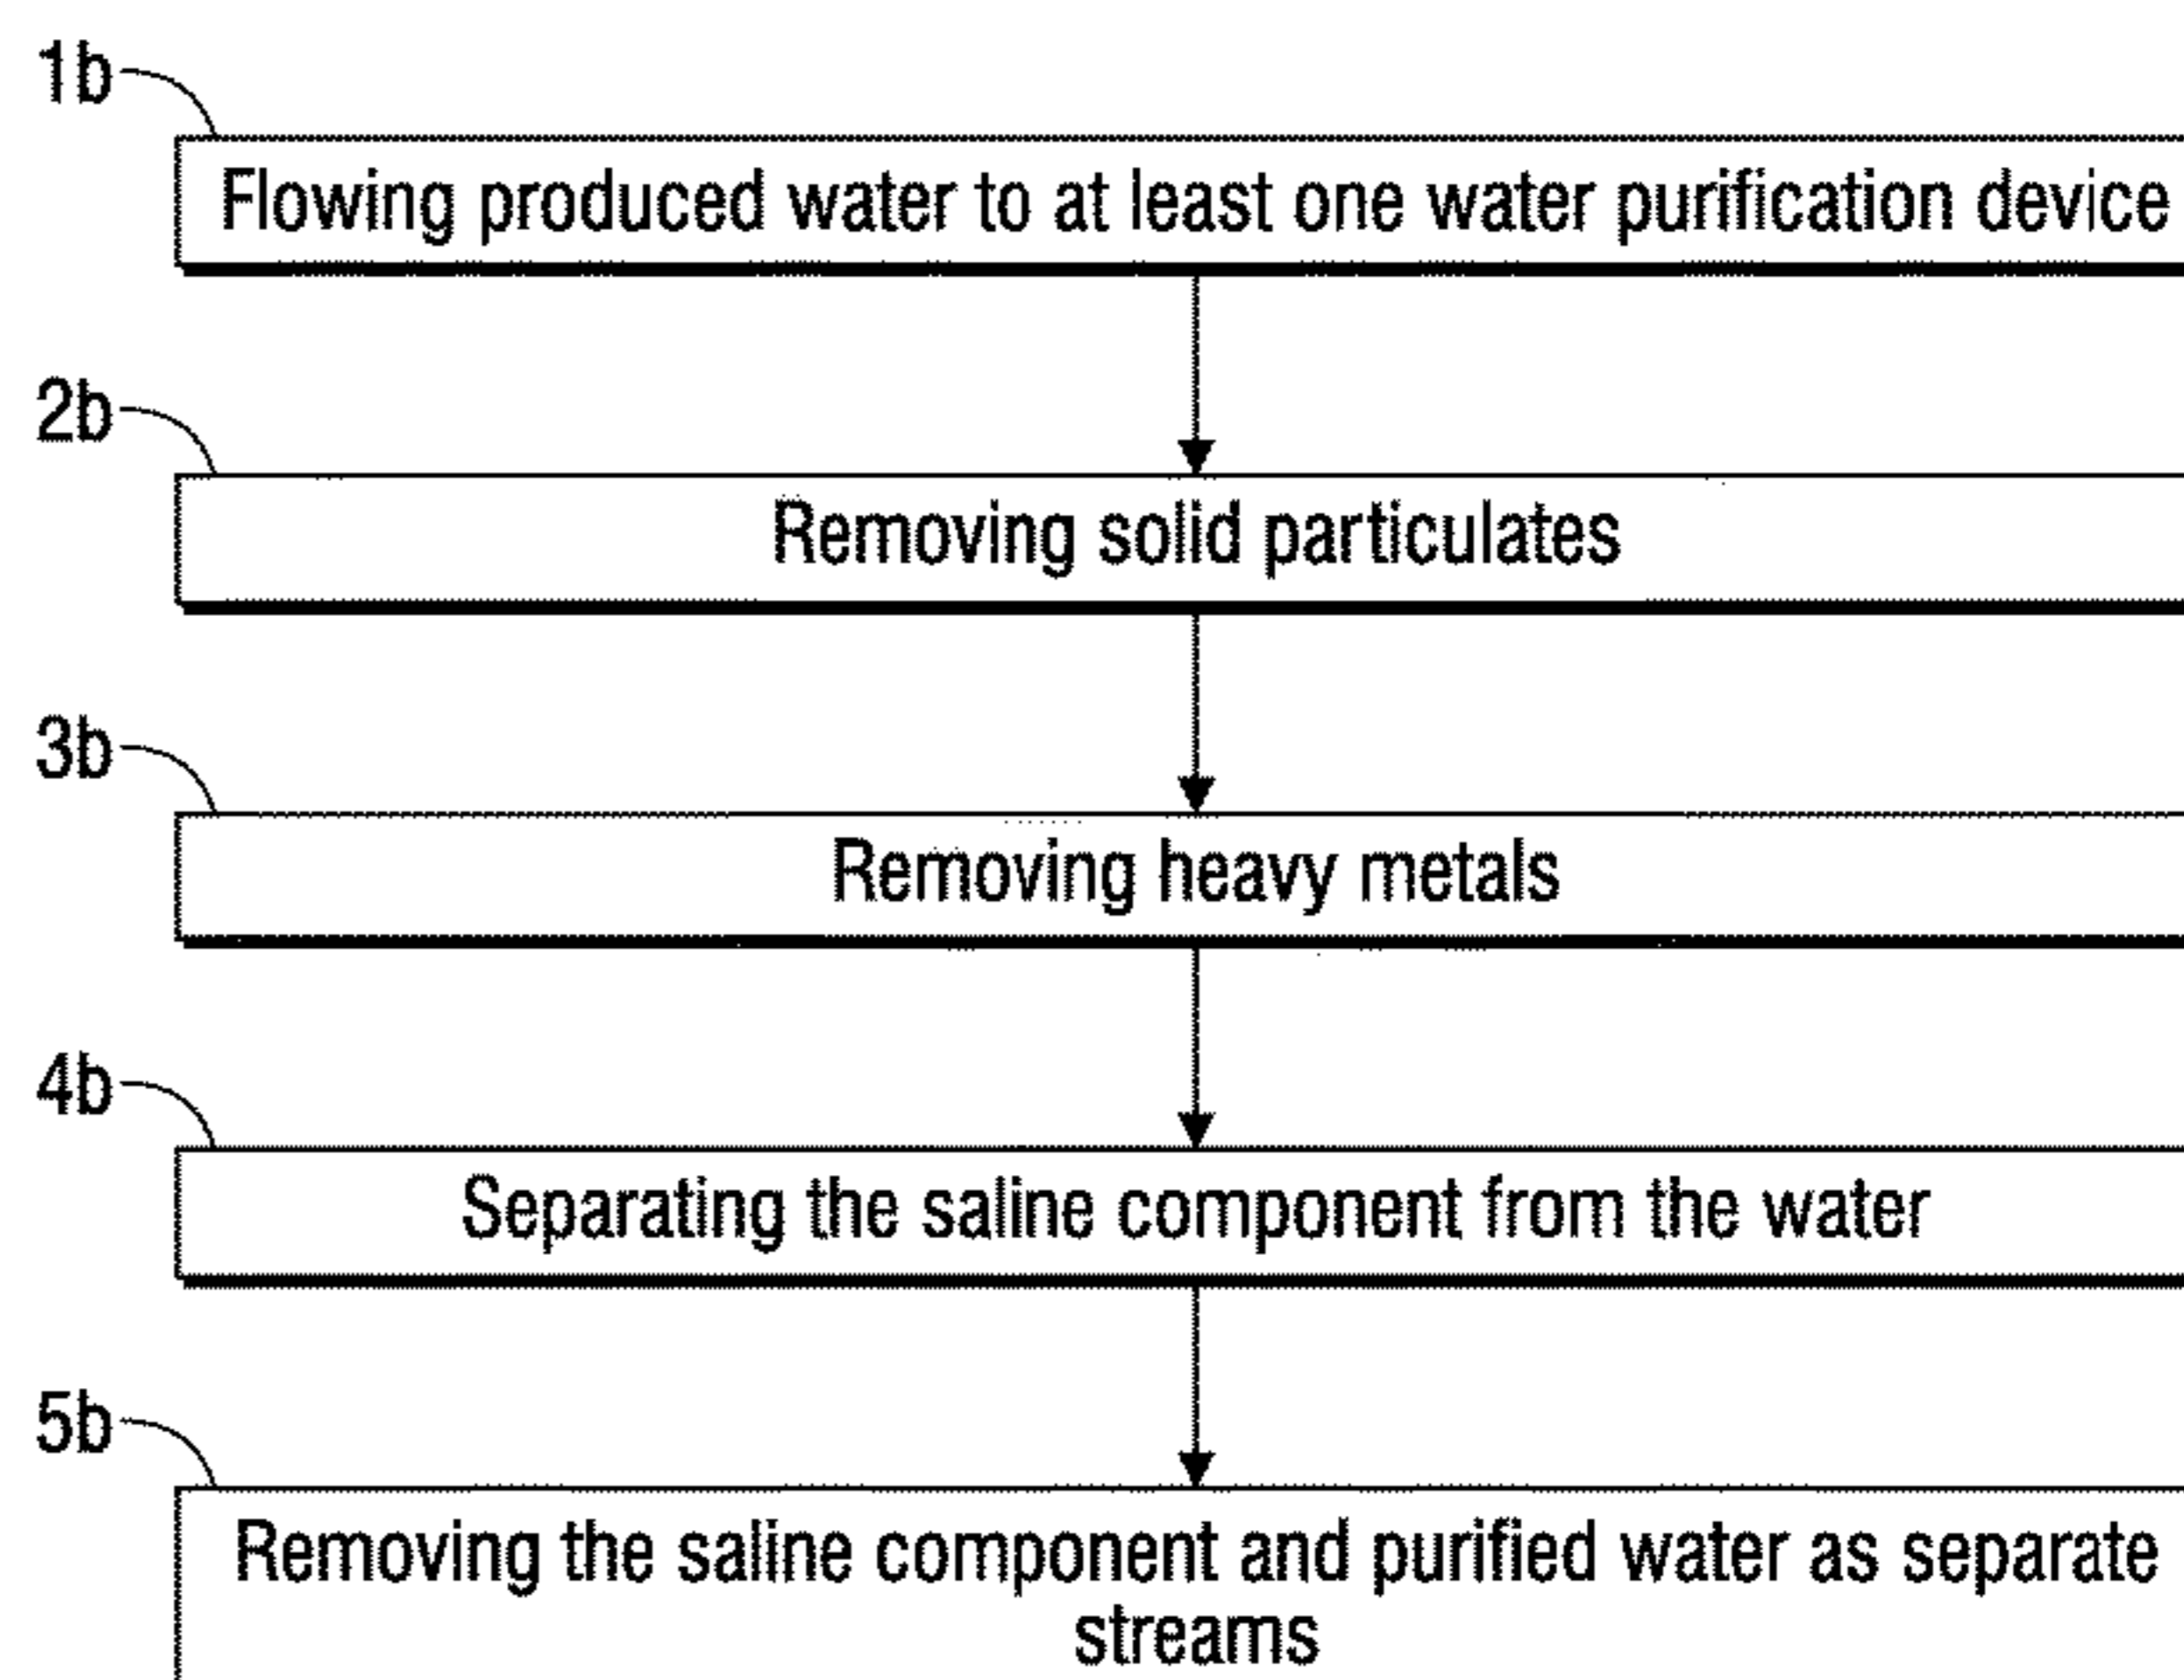 1b
Flowing produced water to at least one water purification device
2b
Removing solid particulates
3b
Removing heavy metals
4b
Separating the saline component from the water
5b
Removing the saline component and purified water as separate
streams